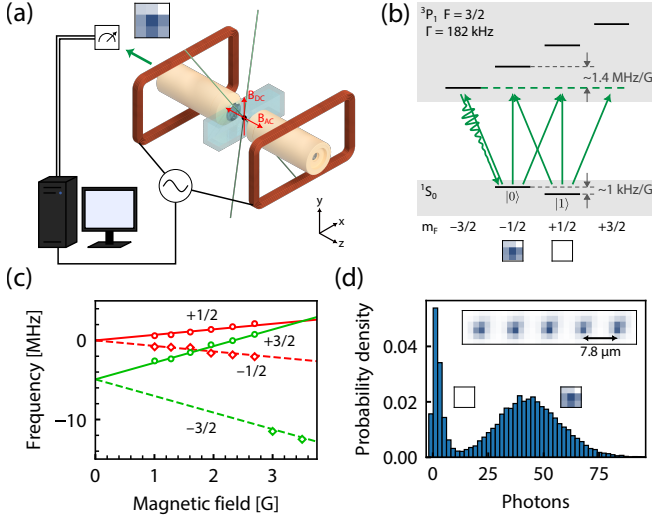 (a)
B_DC
B_AC
y
x
z
(b)
³P₁ F = 3/2
Γ = 182 kHz
~1.4 MHz/G
¹S₀
~1 kHz/G
|0⟩
|1⟩
m_F −3/2 −1/2 +1/2 +3/2
(c)
Frequency [MHz]
0
−10
+1/2
+3/2
−1/2
−3/2
0 1 2 3
Magnetic field [G]
(d)
Probability density
0.04
0.02
0.00
7.8 μm
0 25 50 75
Photons